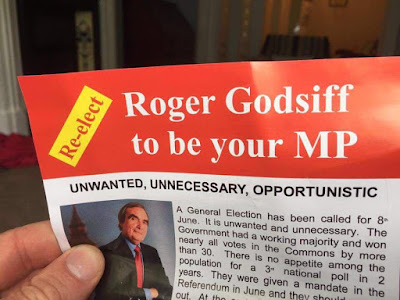 Re-elect
Roger Godsiff
to be your MP
UNWANTED, UNNECESSARY, OPPORTUNISTIC
A General Election has been called for 8th
June. It is unwanted and unnecessary. The
Government had a working majority and won
nearly all votes in the Commons by more
than 30. There is no appetite among the
population for a 3rd national poll in 2
years. They were given a mandate in the
Referendum in June and they should
out. At the